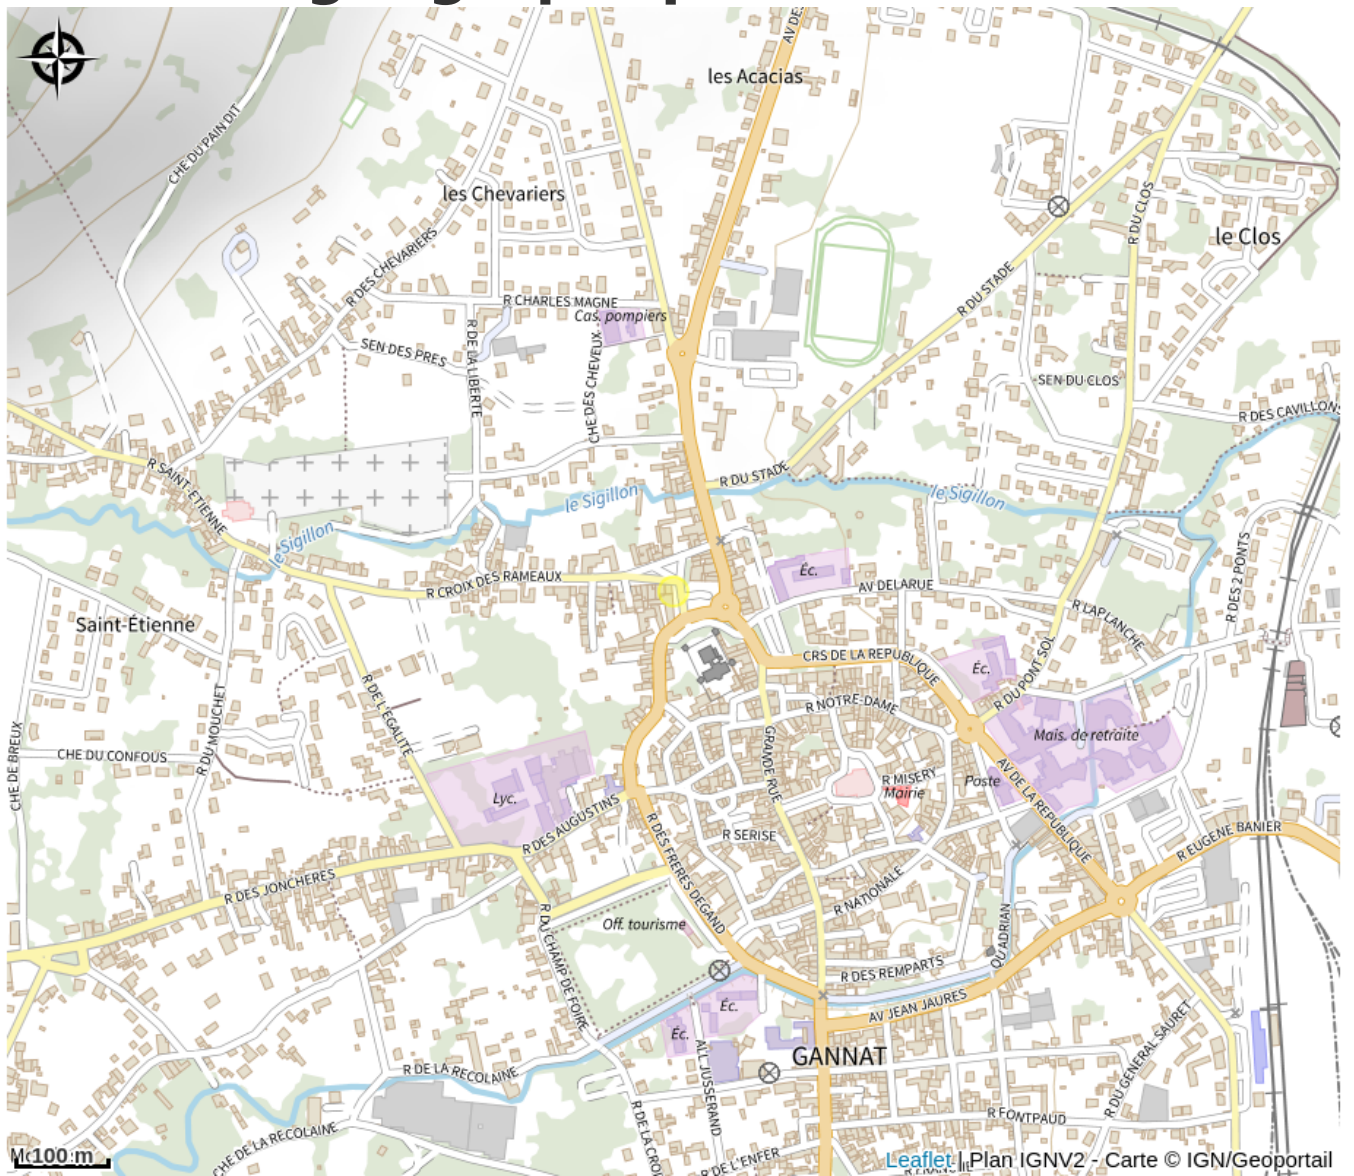 AV DES
les Acacias
CHE DU PAIN DIT
les Chevariers
R DU CLOS
le Clos
R DES CHEVARIERS
R DU STADE
R CHARLES MAGNE
Cas. pompiers
SEN DES PRES
R DE LA LIBERTE
CHE DES CHEVEUX
SEN DU CLOS
R DES CAVILLONS
R SAINT-ETIENNE
R DU STADE
le Sigillon
le Sigillon
le Sigillon
R DES 2 PONTS
Éc.
R CROIX DES RAMEAUX
AV DELARUE
R LAPLANCHE
Saint-Étienne
CRS DE LA REPUBLIQUE
Éc.
R DU PONT SOL
R DE L'EGALITE
R DU MOUCHET
R NOTRE-DAME
CHE DE BREUX
CHE DU CONFOUS
GRANDE RUE
Mais. de retraite
R MISERY
Mairie
Poste
AV DE LA REPUBLIQUE
Lyc.
R DES AUGUSTINS
R DES FRERES DEGAND
R SERISE
R EUGENE BANIER
R DES JONCHERES
R NATIONALE
R DU CHAMP DE FOIRE
Off. tourisme
QU ADRIAN
R DES REMPARTS
AV JEAN JAURES
Éc.
Éc.
GANNAT
ALL JUSSERAND
R DU GENERAL SAURET
R DE LA RECOLAINE
R FONTPAUD
CHE DE LA RECOLAINE
R DE LA CROI
R DE L'ENFER
100 m
Leaflet | Plan IGNV2 - Carte © IGN/Geoportail